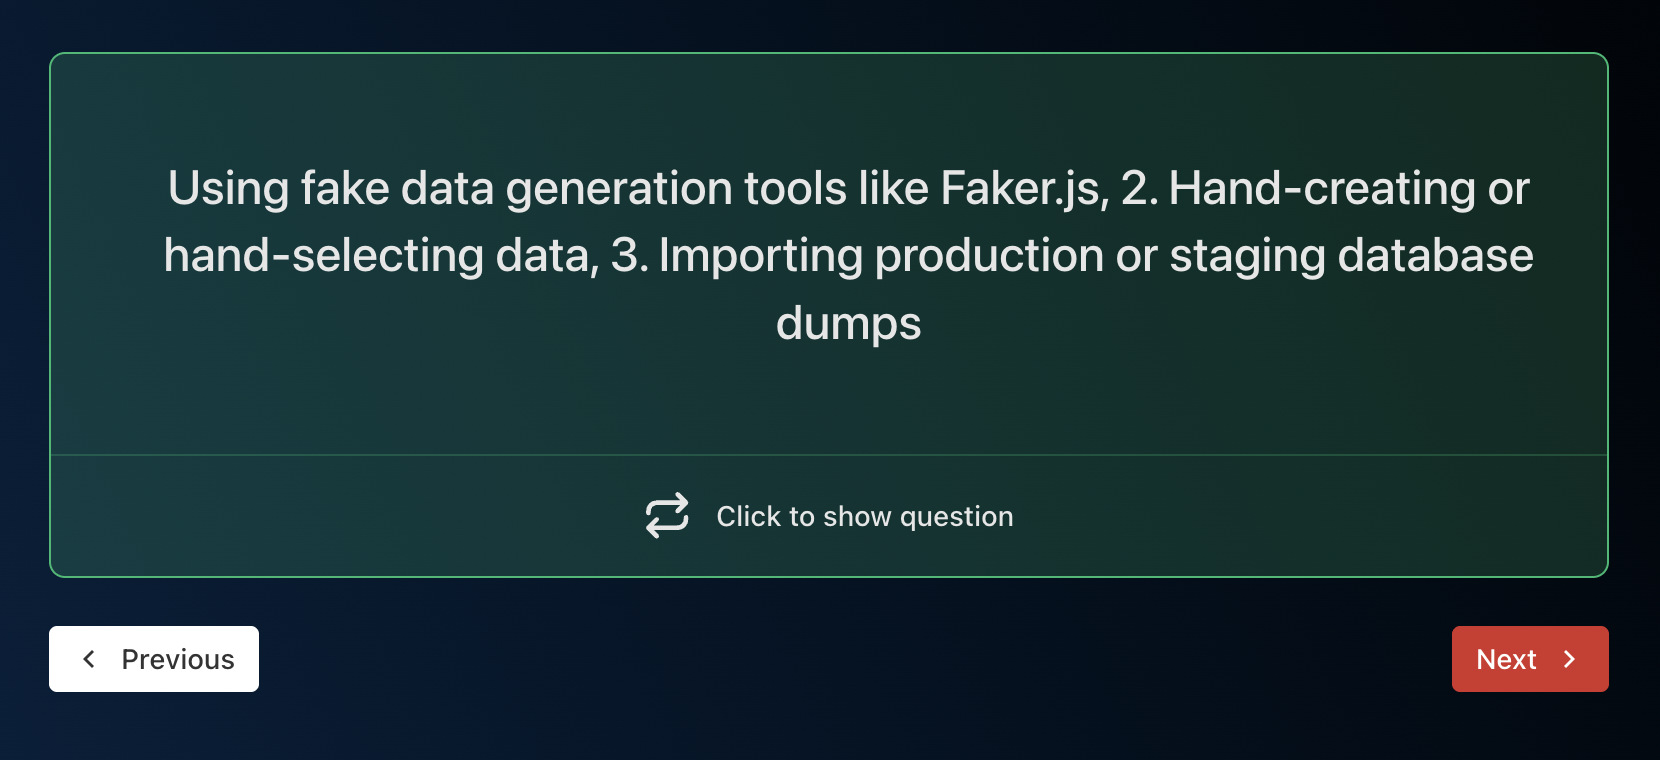 Using fake data generation tools like Faker.js, 2. Hand-creating or
hand-selecting data, 3. Importing production or staging database
dumps
Click to show question
Previous
Next